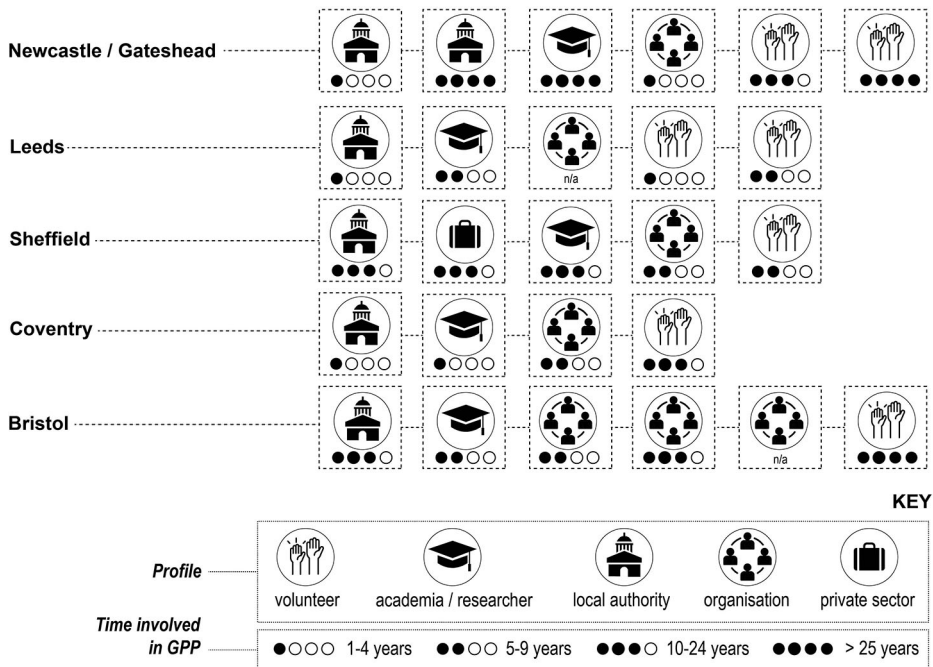 Newcastle / Gateshead
Leeds
n/a
Sheffield
Coventry
Bristol
n/a
KEY
Profile
volunteer academia / researcher local authority organisation private sector
Time involved
in GPP
1-4 years 5-9 years 10-24 years > 25 years